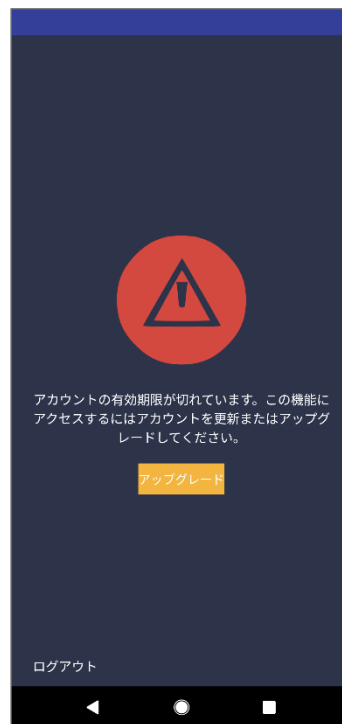 アカウントの有効期限が切れています。この機能に
アクセスするにはアカウントを更新またはアップグ
レードしてください。
アップグレード
ログアウト